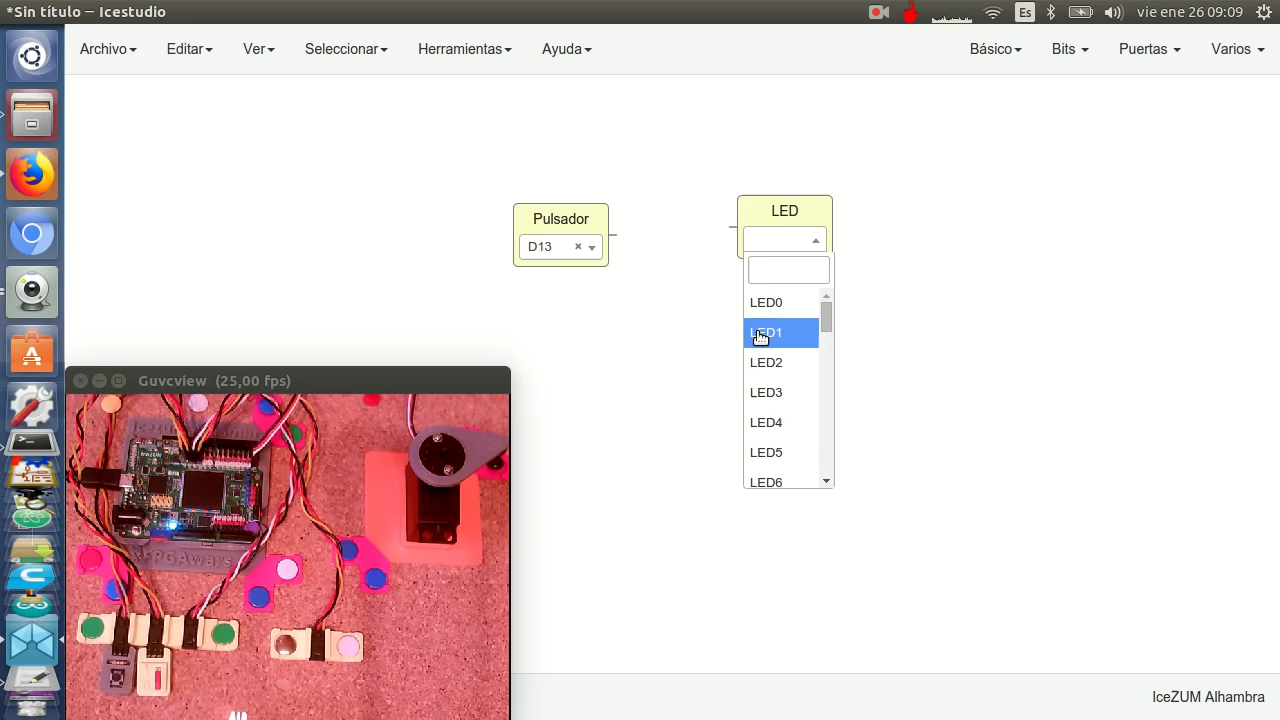 *Sin título — Icestudio
Es
vie ene 26 09:09
Archivo Editar Ver Seleccionar Herramientas Ayuda Básico Bits Puertas Varios
Pulsador
D13
LED
LED0
LED1
LED2
LED3
LED4
LED5
LED6
Guvcview (25,00 fps)
FPGAwars
IceZUM Alhambra